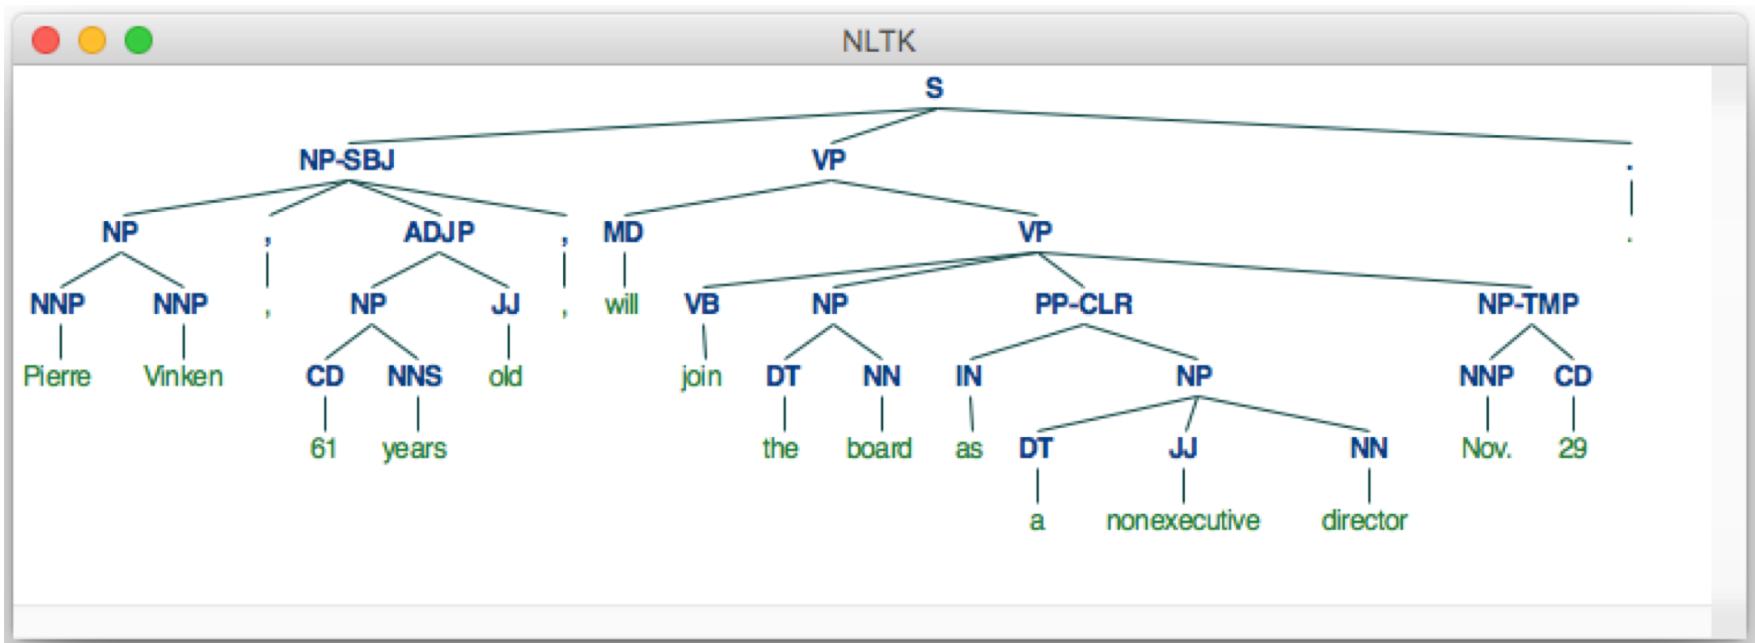 NLTK
S
NP-SBJ VP .
NP , ADJP , MD VP .
NNP NNP , NP JJ , will VB NP PP-CLR NP-TMP
Pierre Vinken CD NNS old join DT NN IN NP NNP CD
61 years the board as DT JJ NN Nov. 29
a nonexecutive director